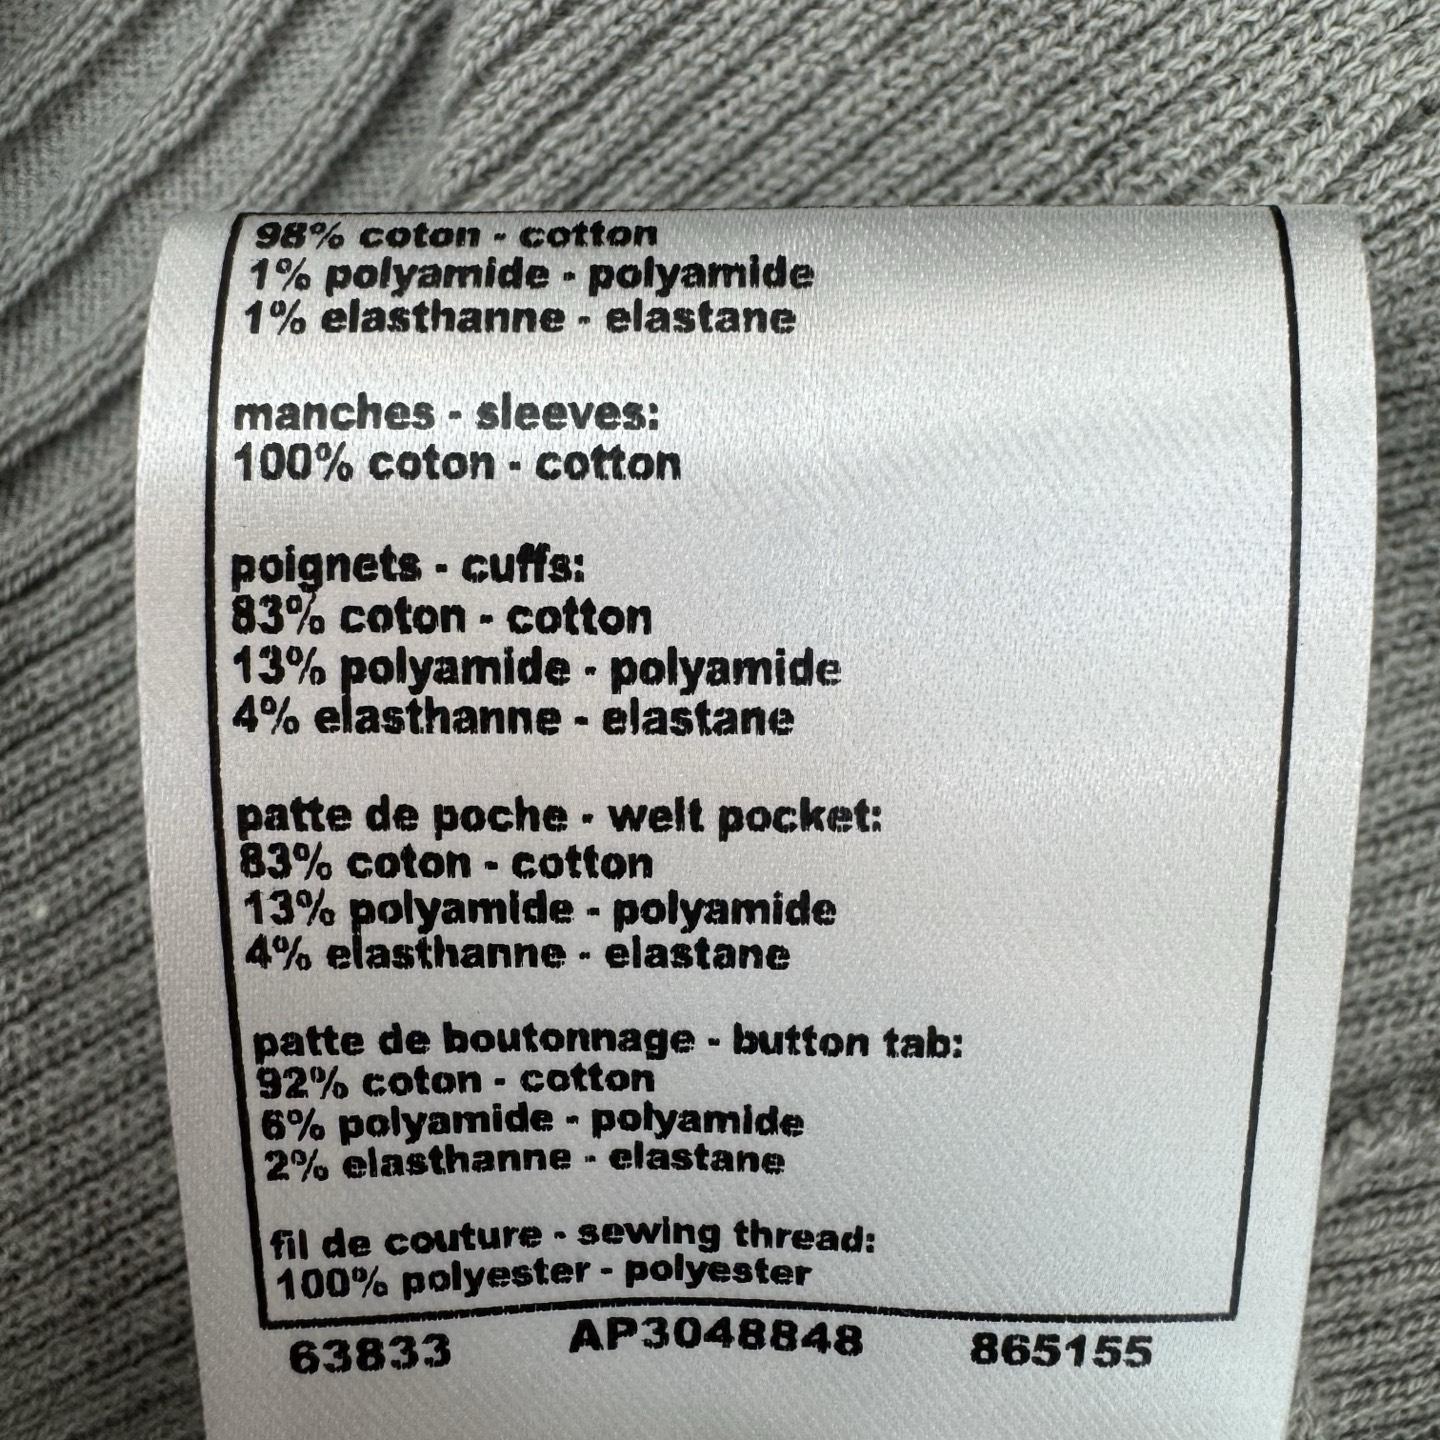 98% coton - cotton
1% polyamide - polyamide
1% elasthanne - elastane
manches - sleeves:
100% coton - cotton
poignets - cuffs:
83% coton - cotton
13% polyamide - polyamide
4% elasthanne - elastane
patte de poche - welt pocket:
83% coton - cotton
13% polyamide - polyamide
4% elasthanne - elastane
patte de boutonnage - button tab:
92% coton - cotton
6% polyamide - polyamide
2% elasthanne - elastane
fil de couture - sewing thread:
100% polyester - polyester
63833 AP3048848 865155